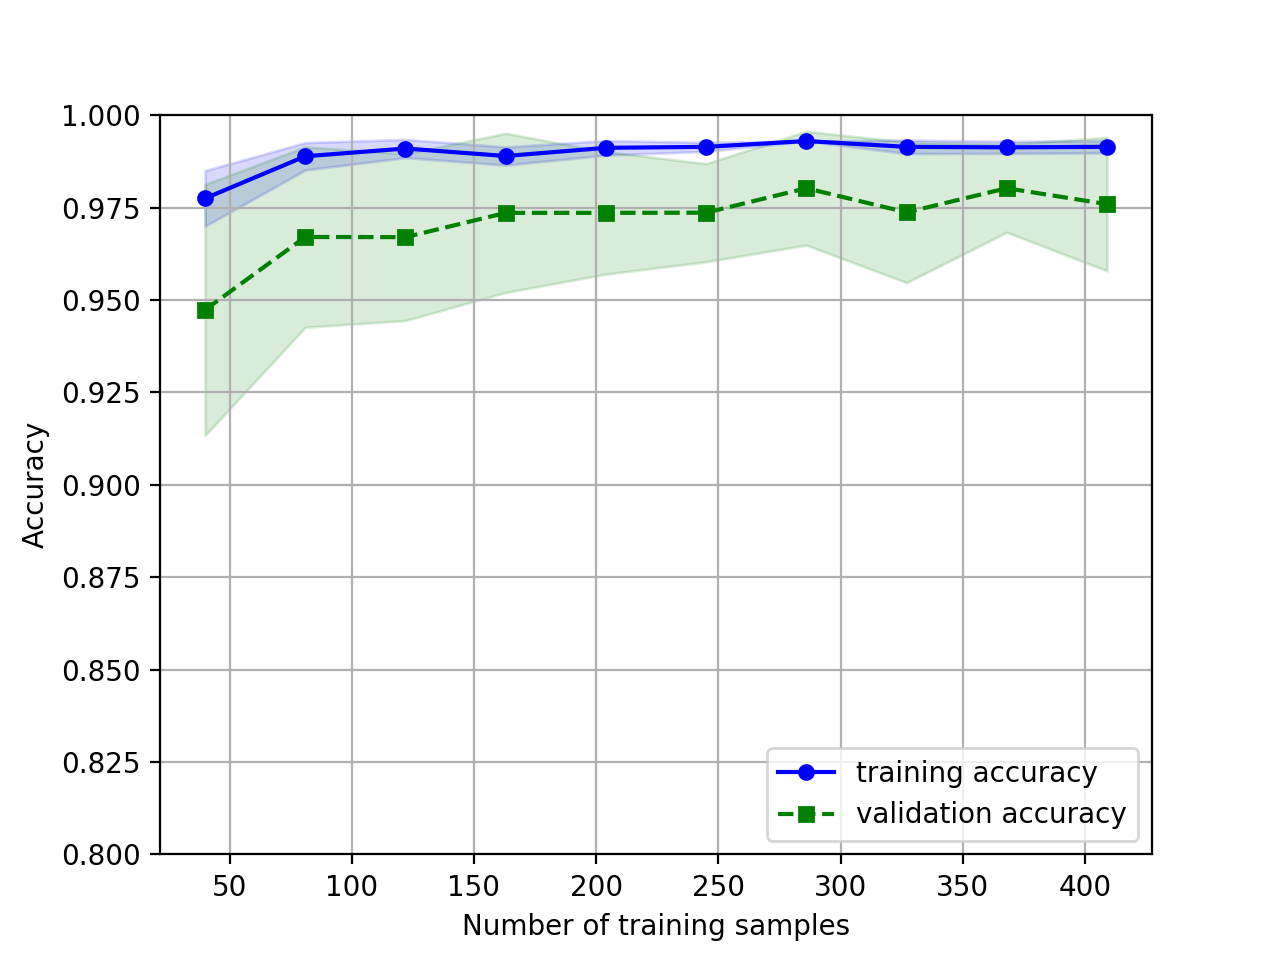 1.000
0.975
0.950
0.925
0.900
0.875
0.850
0.825
0.800
Accuracy
50 100 150 200 250 300 350 400
Number of training samples
training accuracy
validation accuracy